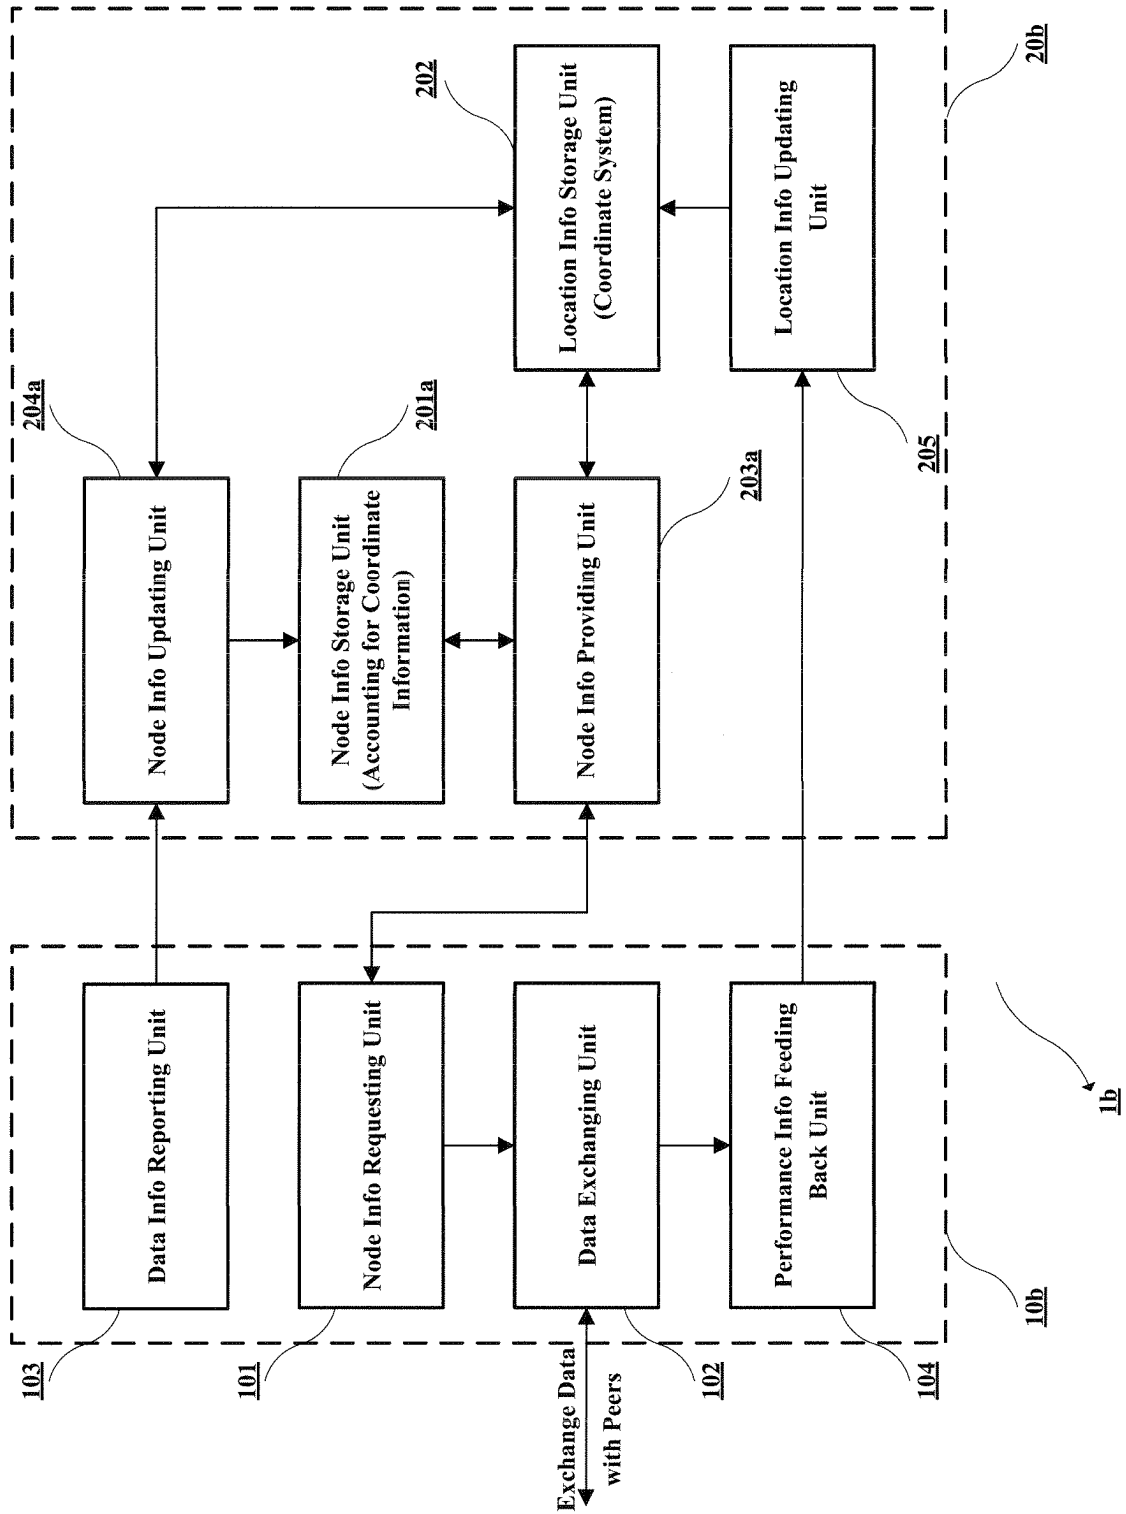 103
Data Info Reporting Unit
101
Node Info Requesting Unit
Exchange Data
with Peers
Data Exchanging Unit
102
Performance Info Feeding
Back Unit
104
10b
1b
204a
Node Info Updating Unit
201a
Node Info Storage Unit
(Accounting for Coordinate
Information)
Node Info Providing Unit
203a
202
Location Info Storage Unit
(Coordinate System)
Location Info Updating
Unit
205
20b